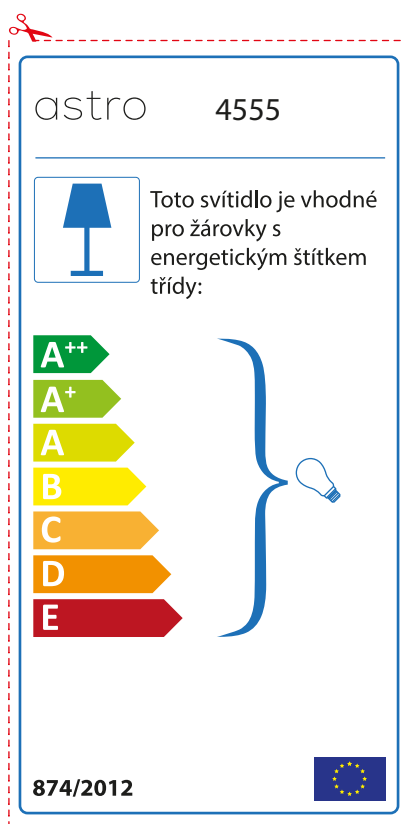 astro 4555
Toto svítidlo je vhodné
pro žárovky s
energetickým štítkem
třídy:
A++
A+
A
B
C
D
E
874/2012